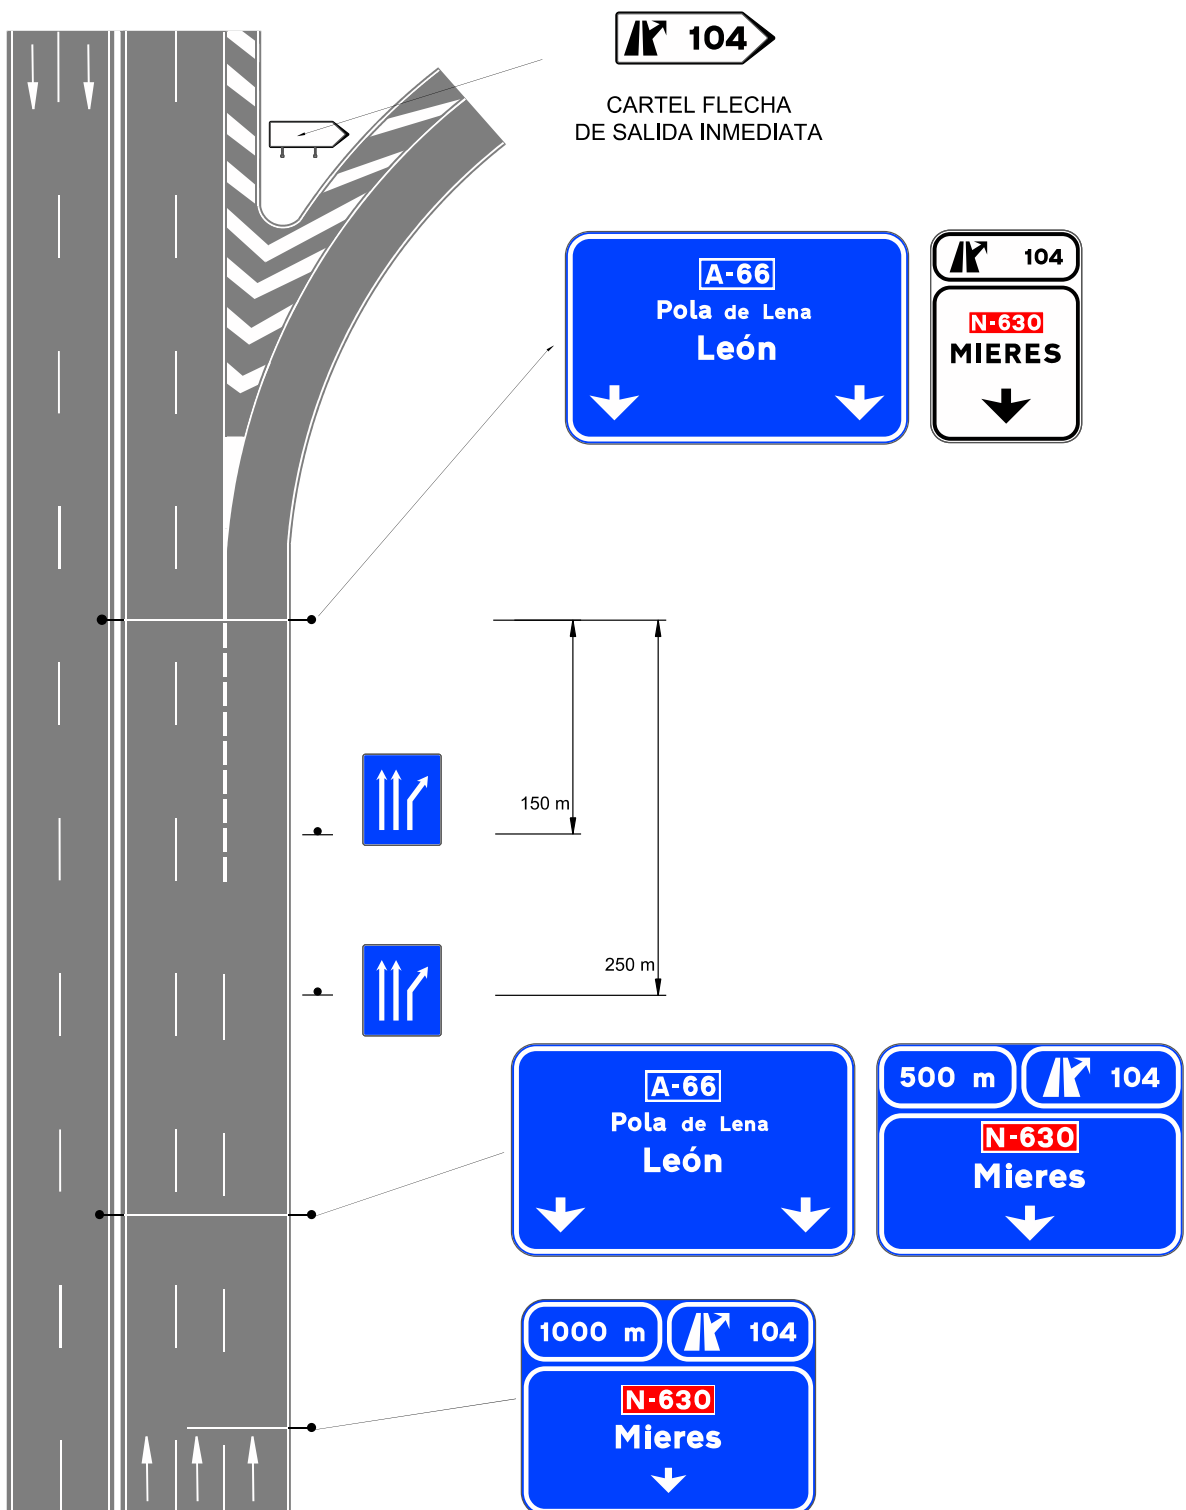 104
CARTEL FLECHA
DE SALIDA INMEDIATA
A-66
Pola de Lena
León
104
N-630
MIERES
150 m
250 m
A-66
Pola de Lena
León
500 m
104
N-630
Mieres
1000 m
104
N-630
Mieres